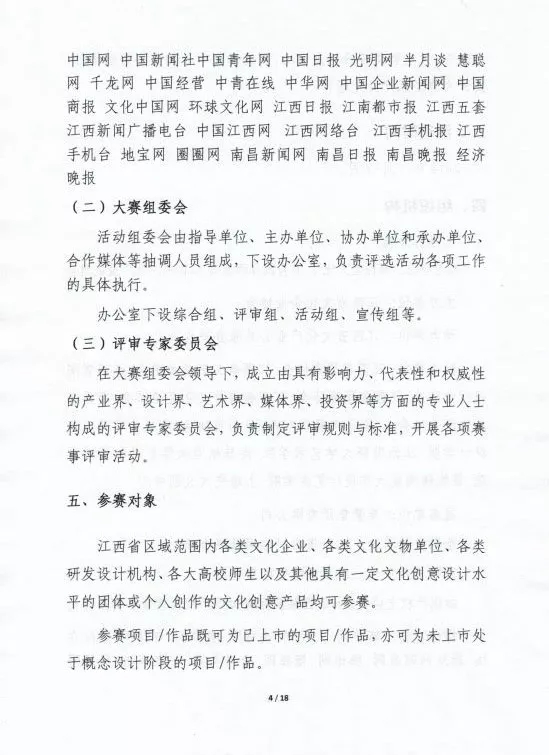 中国网 中国新闻社中国青年网 中国日报 光明网 半月谈 慧聪
网 千龙网 中国经营 中青在线 中华网 中国企业新闻网 中国
商报 文化中国网 环球文化网 江西日报 江南都市报 江西五套
江西新闻广播电台 中国江西网 江西网络台 江西手机报 江西
手机台 地宝网 圈圈网 南昌新闻网 南昌日报 南昌晚报 经济
晚报
（二）大赛组委会
活动组委会由指导单位、主办单位、协办单位和承办单位、
合作媒体等抽调人员组成，下设办公室，负责评选活动各项工作
的具体执行。
办公室下设综合组、评审组、活动组、宣传组等。
（三）评审专家委员会
在大赛组委会领导下，成立由具有影响力、代表性和权威性
的产业界、设计界、艺术界、媒体界、投资界等方面的专业人士
构成的评审专家委员会，负责制定评审规则与标准，开展各项赛
事评审活动。
五、参赛对象
江西省区域范围内各类文化企业、各类文化文物单位、各类
研发设计机构、各大高校师生以及其他具有一定文化创意设计水
平的团体或个人创作的文化创意产品均可参赛。
参赛项目/作品既可为已上市的项目/作品，亦可为未上市处
于概念设计阶段的项目/作品。
4 / 18